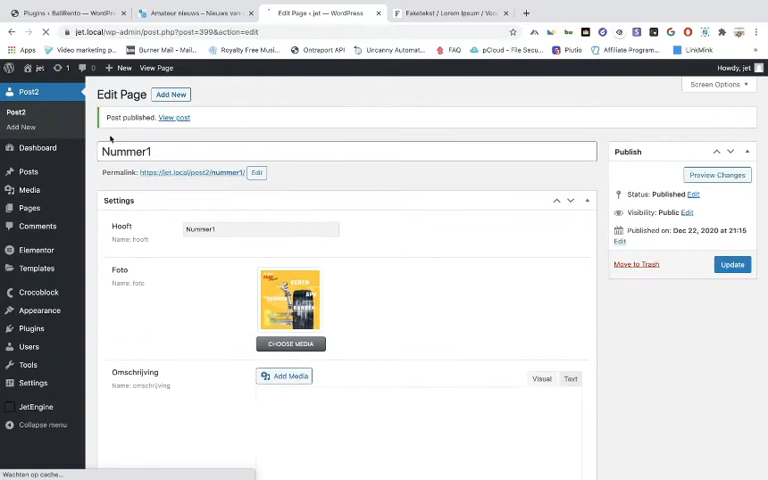 Plugins ‹ BaliRento — WordPr
Amateur nieuws – Nieuws van
Edit Page ‹ jet — WordPress
Faketekst / Lorem Ipsum / Voo
jet.local/wp-admin/post.php?post=399&action=edit
Apps
Video marketing p...
Burner Mail - Mail...
Royalty Free Musi...
Ontraport API
Uncanny Automat...
FAQ
pCloud - File Secu...
Plutio
Affiliate Program...
LinkMink
jet
1
0
New
View Page
Howdy, jet
Screen Options
Post2
Post2
Add New
Dashboard
Posts
Media
Pages
Comments
Elementor
Templates
Crocoblock
Appearance
Plugins
Users
Tools
Settings
JetEngine
Collapse menu
Edit Page
Add New
Post published. View post
Nummer1
Permalink: https://jet.local/post2/nummer1/
Edit
Settings
Hooft
Name: hooft
Nummer1
Foto
Name: foto
CHOOSE MEDIA
Omschrijving
Name: omschrijving
Add Media
Visual
Text
Publish
Preview Changes
Status: Published Edit
Visibility: Public Edit
Published on: Dec 22, 2020 at 21:15
Edit
Move to Trash
Update
Wachten op cache...